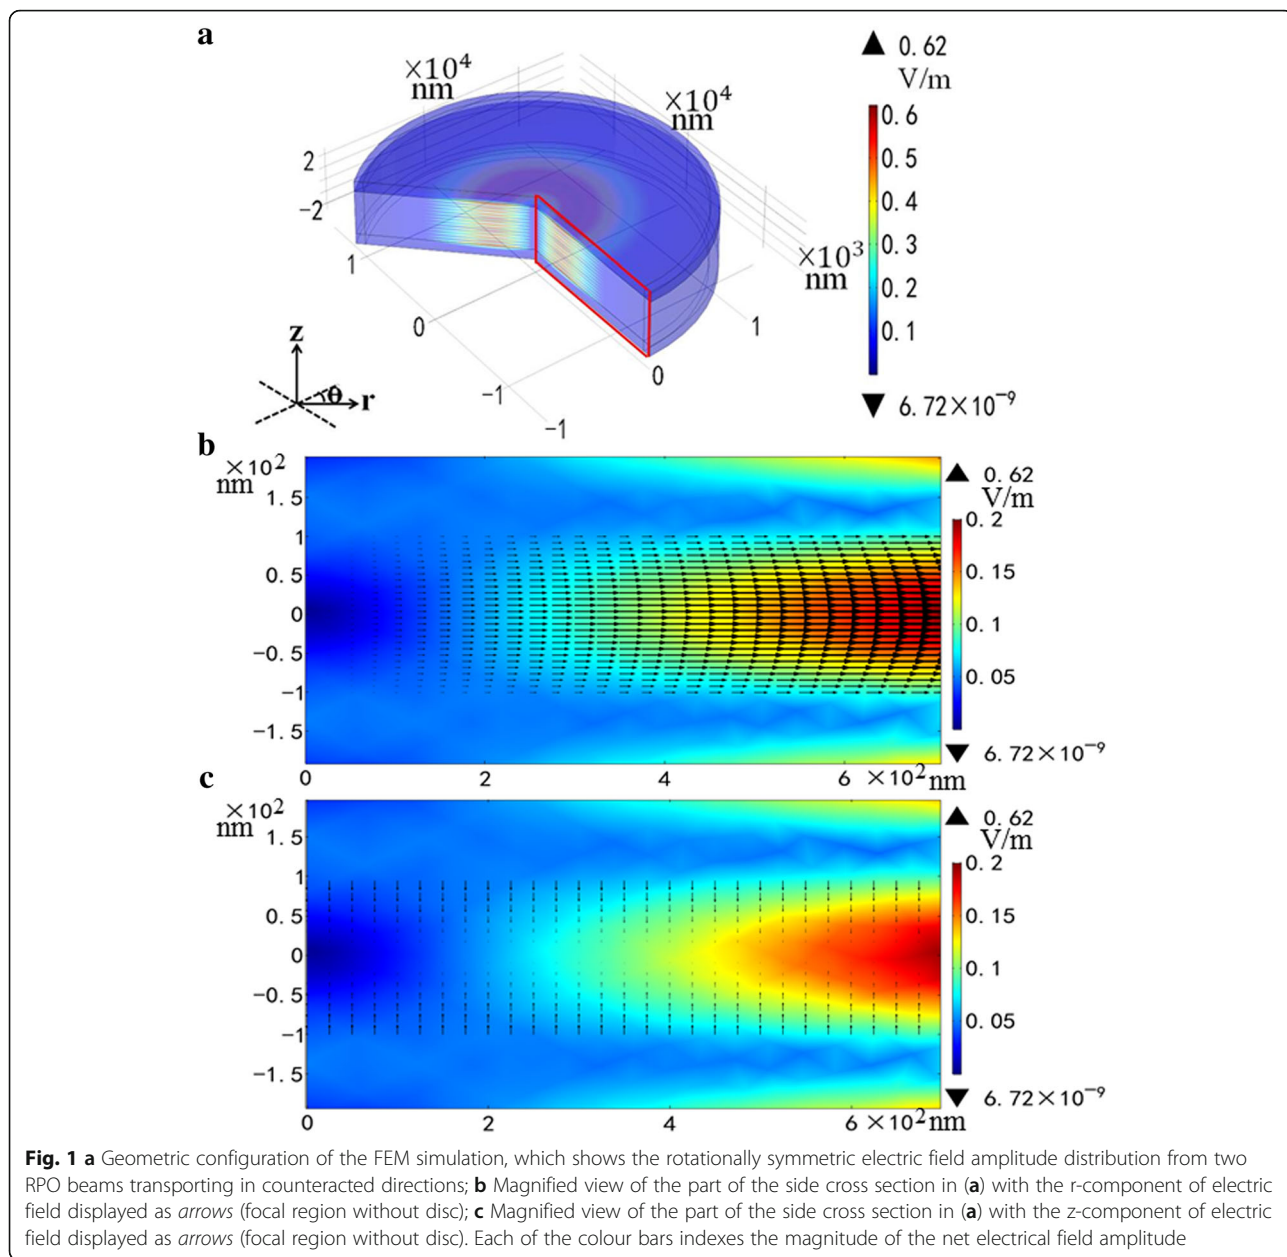 a
×10⁴
nm
×10⁴
nm
2
−2
1
0
−1
−1
0
1
×10³
nm
z
θ
r
0.62
V/m
0.6
0.5
0.4
0.3
0.2
0.1
6.72×10⁻⁹
b
×10²
nm
1.5
1
0.5
0
−0.5
−1
−1.5
0 2 4 6 ×10² nm
0.62
V/m
0.2
0.15
0.1
0.05
6.72×10⁻⁹
c
×10²
nm
1.5
1
0.5
0
−0.5
−1
−1.5
0 2 4 6 ×10² nm
0.62
V/m
0.2
0.15
0.1
0.05
6.72×10⁻⁹
Fig. 1 a Geometric configuration of the FEM simulation, which shows the rotationally symmetric electric field amplitude distribution from two
RPO beams transporting in counteracted directions; b Magnified view of the part of the side cross section in (a) with the r-component of electric
field displayed as arrows (focal region without disc); c Magnified view of the part of the side cross section in (a) with the z-component of electric
field displayed as arrows (focal region without disc). Each of the colour bars indexes the magnitude of the net electrical field amplitude